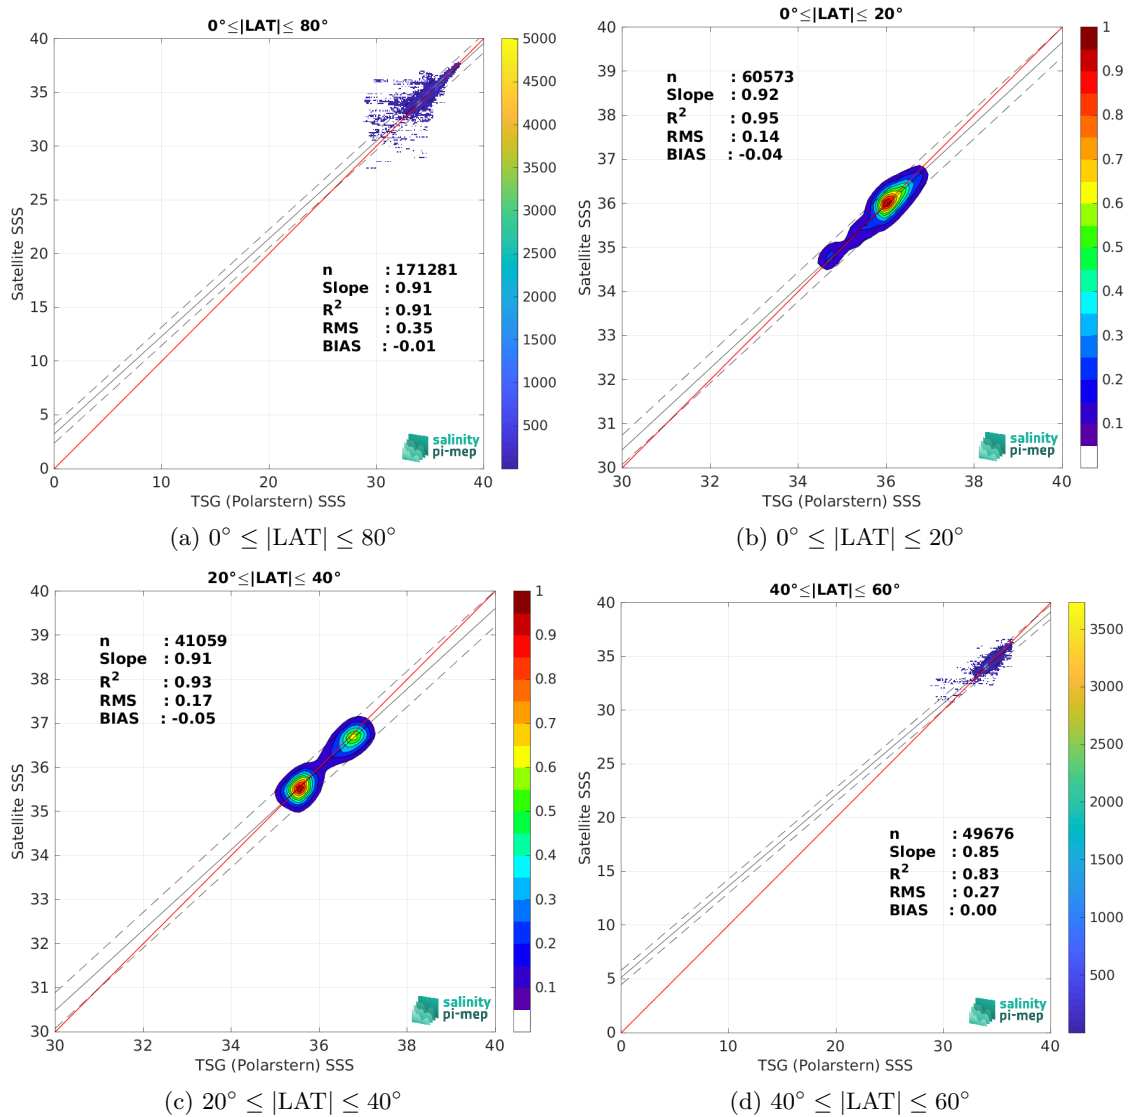 0°≤|LAT|≤ 80°
40
35
30
25
20
15
10
5
0
0
10
20
30
40
Satellite SSS
TSG (Polarstern) SSS
n : 171281
Slope : 0.91
R² : 0.91
RMS : 0.35
BIAS : -0.01
salinity
pi-mep
5000
4500
4000
3500
3000
2500
2000
1500
1000
500
(a) 0° ≤ |LAT| ≤ 80°
0°≤|LAT|≤ 20°
40
39
38
37
36
35
34
33
32
31
30
30
32
34
36
38
40
Satellite SSS
TSG (Polarstern) SSS
n : 60573
Slope : 0.92
R² : 0.95
RMS : 0.14
BIAS : -0.04
salinity
pi-mep
1
0.9
0.8
0.7
0.6
0.5
0.4
0.3
0.2
0.1
(b) 0° ≤ |LAT| ≤ 20°
20°≤|LAT|≤ 40°
40
39
38
37
36
35
34
33
32
31
30
30
32
34
36
38
40
Satellite SSS
TSG (Polarstern) SSS
n : 41059
Slope : 0.91
R² : 0.93
RMS : 0.17
BIAS : -0.05
salinity
pi-mep
1
0.9
0.8
0.7
0.6
0.5
0.4
0.3
0.2
0.1
(c) 20° ≤ |LAT| ≤ 40°
40°≤|LAT|≤ 60°
40
35
30
25
20
15
10
5
0
0
10
20
30
40
Satellite SSS
TSG (Polarstern) SSS
n : 49676
Slope : 0.85
R² : 0.83
RMS : 0.27
BIAS : 0.00
salinity
pi-mep
3500
3000
2500
2000
1500
1000
500
(d) 40° ≤ |LAT| ≤ 60°